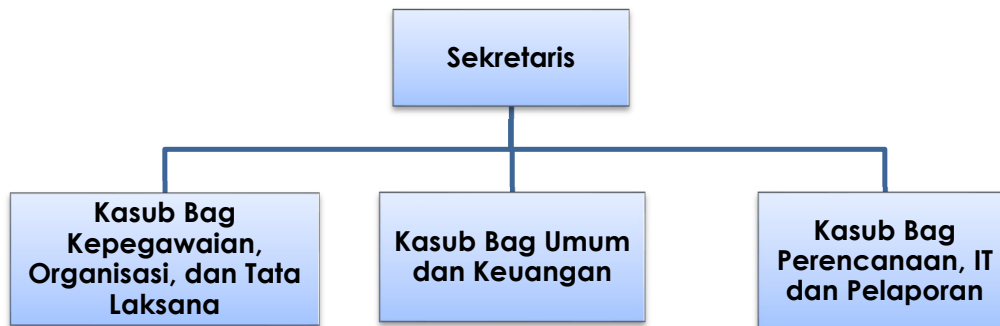 Sekretaris
Kasub Bag
Kepegawaian,
Organisasi, dan Tata
Laksana
Kasub Bag Umum
dan Keuangan
Kasub Bag
Perencanaan, IT
dan Pelaporan